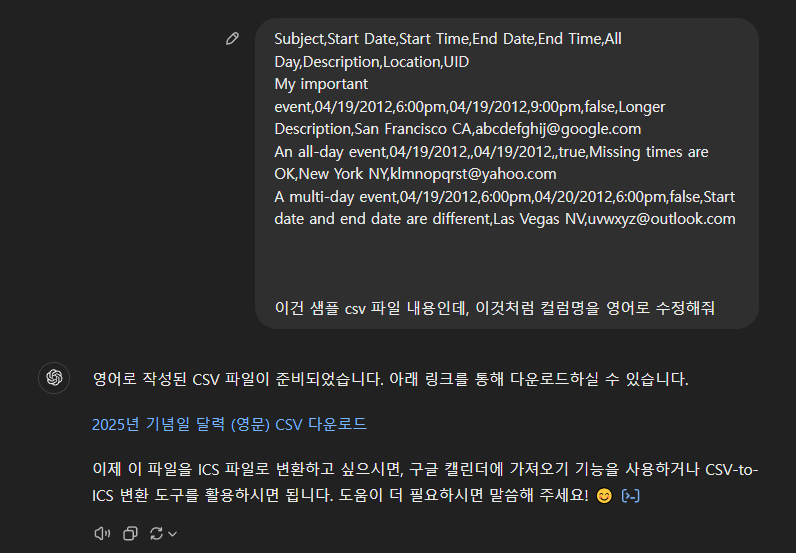 Subject,Start Date,Start Time,End Date,End Time,All
Day,Description,Location,UID
My important
event,04/19/2012,6:00pm,04/19/2012,9:00pm,false,Longer
Description,San Francisco CA,abcdefghij@google.com
An all-day event,04/19/2012,,04/19/2012,,true,Missing times are
OK,New York NY,klmnopqrst@yahoo.com
A multi-day event,04/19/2012,6:00pm,04/20/2012,6:00pm,false,Start
date and end date are different,Las Vegas NV,uvwxyz@outlook.com
이건 샘플 csv 파일 내용인데, 이것처럼 컬럼명을 영어로 수정해줘
영어로 작성된 CSV 파일이 준비되었습니다. 아래 링크를 통해 다운로드하실 수 있습니다.
2025년 기념일 달력 (영문) CSV 다운로드
이제 이 파일을 ICS 파일로 변환하고 싶으시면, 구글 캘린더에 가져오기 기능을 사용하거나 CSV-to-
ICS 변환 도구를 활용하시면 됩니다. 도움이 더 필요하시면 말씀해 주세요! 😊 [>-]